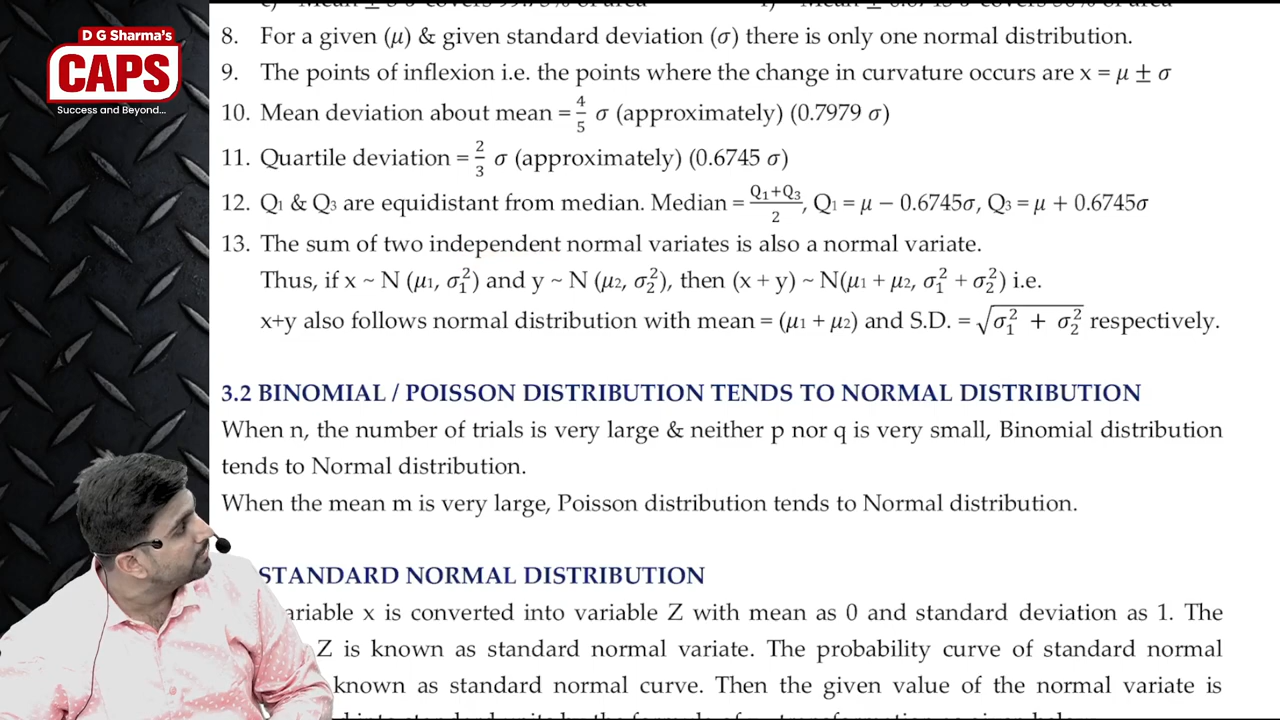 D G Sharma's
CAPS
Success and Beyond...
c) Mean ± 3 σ covers 99.73% of area
8. For a given (μ) & given standard deviation (σ) there is only one normal distribution.
9. The points of inflexion i.e. the points where the change in curvature occurs are x = μ ± σ
10. Mean deviation about mean = 4/5 σ (approximately) (0.7979 σ)
11. Quartile deviation = 2/3 σ (approximately) (0.6745 σ)
12. Q₁ & Q₃ are equidistant from median. Median = (Q₁+Q₃)/2, Q₁ = μ − 0.6745σ, Q₃ = μ + 0.6745σ
13. The sum of two independent normal variates is also a normal variate.
Thus, if x ~ N (μ₁, σ₁²) and y ~ N (μ₂, σ₂²), then (x + y) ~ N(μ₁ + μ₂, σ₁² + σ₂²) i.e.
x+y also follows normal distribution with mean = (μ₁ + μ₂) and S.D. = √(σ₁² + σ₂²) respectively.
3.2 BINOMIAL / POISSON DISTRIBUTION TENDS TO NORMAL DISTRIBUTION
When n, the number of trials is very large & neither p nor q is very small, Binomial distribution
tends to Normal distribution.
When the mean m is very large, Poisson distribution tends to Normal distribution.
STANDARD NORMAL DISTRIBUTION
variable x is converted into variable Z with mean as 0 and standard deviation as 1. The
Z is known as standard normal variate. The probability curve of standard normal
known as standard normal curve. Then the given value of the normal variate is